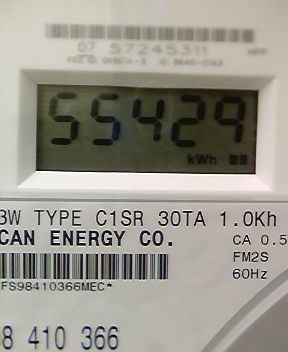 07 57245311
55429
kWh
3W TYPE C1SR 30TA 1.0Kh
CAN ENERGY CO.
CA 0.5
FM2S
60Hz
FS98410366MEC*
8 410 366